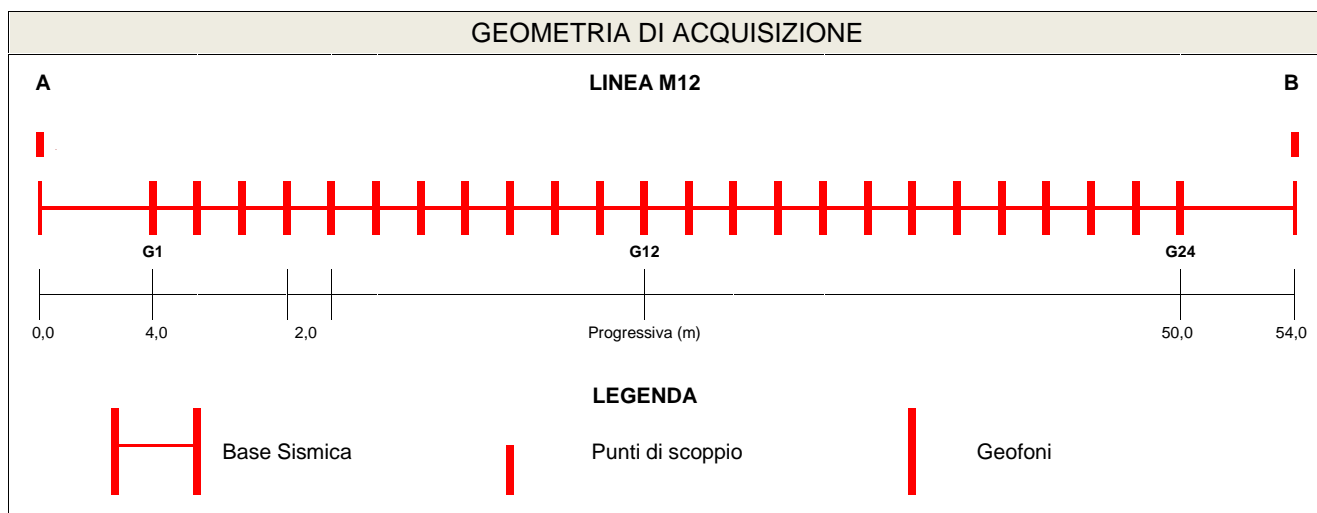 GEOMETRIA DI ACQUISIZIONE
A LINEA M12 B
G1 G12 G24
0,0 4,0 2,0 Progressiva (m) 50,0 54,0
LEGENDA
Base Sismica Punti di scoppio Geofoni